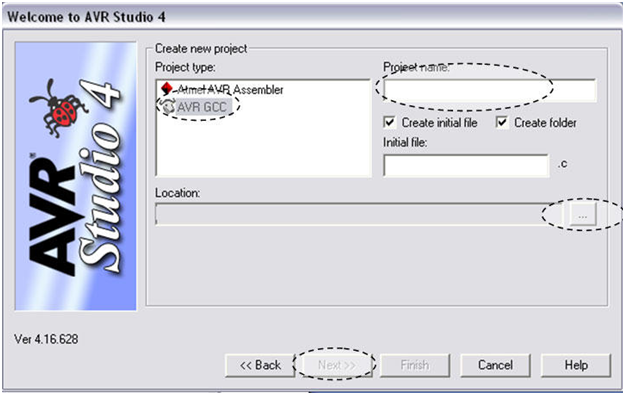 Welcome to AVR Studio 4
Create new project
Project type:
Atmel AVR Assembler
AVR GCC
Project name:
Create initial file
Create folder
Initial file:
.c
Location:
...
AVR Studio 4
Ver 4.16.628
<< Back
Next >>
Finish
Cancel
Help